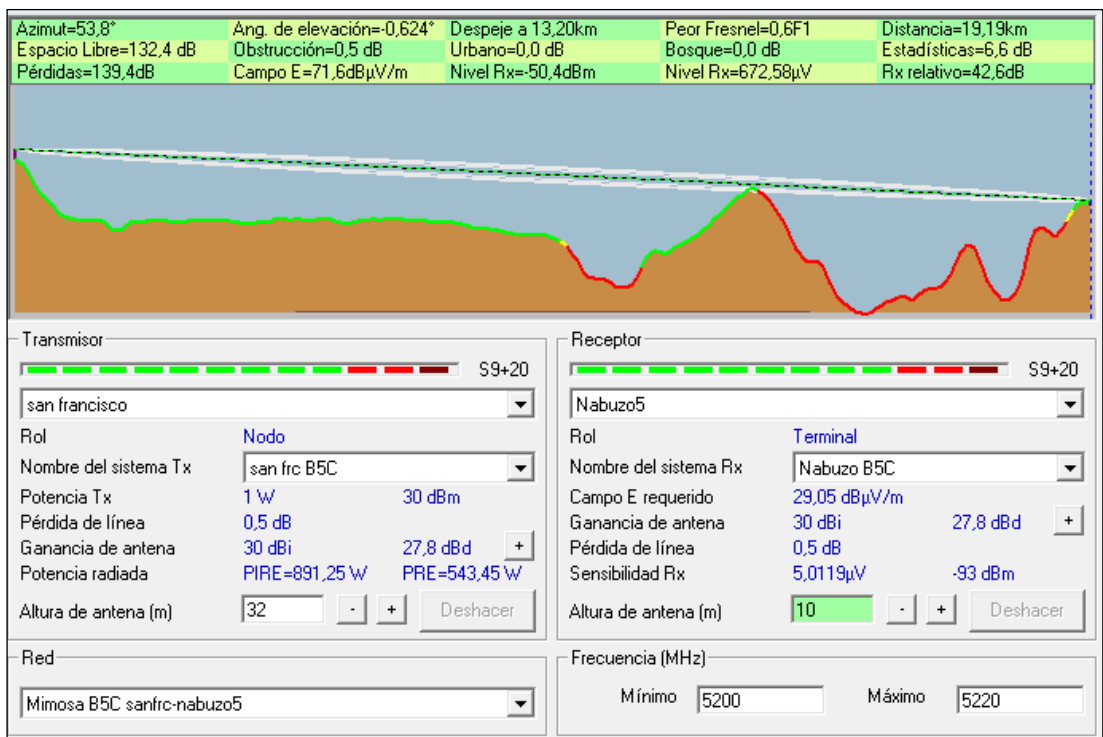 Azimut=53,8° Ang. de elevación=-0,624° Despeje a 13,20km Peor Fresnel=0,6F1 Distancia=19,19km
Espacio Libre=132,4 dB Obstrucción=0,5 dB Urbano=0,0 dB Bosque=0,0 dB Estadísticas=6,6 dB
Pérdidas=139,4dB Campo E=71,6dBµV/m Nivel Rx=-50,4dBm Nivel Rx=672,58µV Rx relativo=42,6dB
Transmisor
S9+20
san francisco
Rol Nodo
Nombre del sistema Tx san frc B5C
Potencia Tx 1 W 30 dBm
Pérdida de línea 0,5 dB
Ganancia de antena 30 dBi 27,8 dBd +
Potencia radiada PIRE=891,25 W PRE=543,45 W
Altura de antena (m) 32 - + Deshacer
Receptor
S9+20
Nabuzo5
Rol Terminal
Nombre del sistema Rx Nabuzo B5C
Campo E requerido 29,05 dBµV/m
Ganancia de antena 30 dBi 27,8 dBd +
Pérdida de línea 0,5 dB
Sensibilidad Rx 5,0119µV -93 dBm
Altura de antena (m) 10 - + Deshacer
Red
Mimosa B5C sanfrc-nabuzo5
Frecuencia (MHz)
Mínimo 5200 Máximo 5220